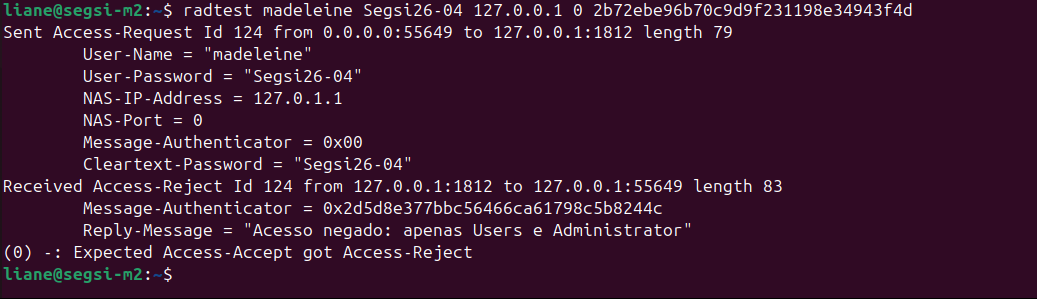 liane@segsi-m2:~$ radtest madeleine Segsi26-04 127.0.0.1 0 2b72ebe96b70c9d9f231198e34943f4d
Sent Access-Request Id 124 from 0.0.0.0:55649 to 127.0.0.1:1812 length 79
User-Name = "madeleine"
User-Password = "Segsi26-04"
NAS-IP-Address = 127.0.1.1
NAS-Port = 0
Message-Authenticator = 0x00
Cleartext-Password = "Segsi26-04"
Received Access-Reject Id 124 from 127.0.0.1:1812 to 127.0.0.1:55649 length 83
Message-Authenticator = 0x2d5d8e377bbc56466ca61798c5b8244c
Reply-Message = "Acesso negado: apenas Users e Administrator"
(0) -: Expected Access-Accept got Access-Reject
liane@segsi-m2:~$